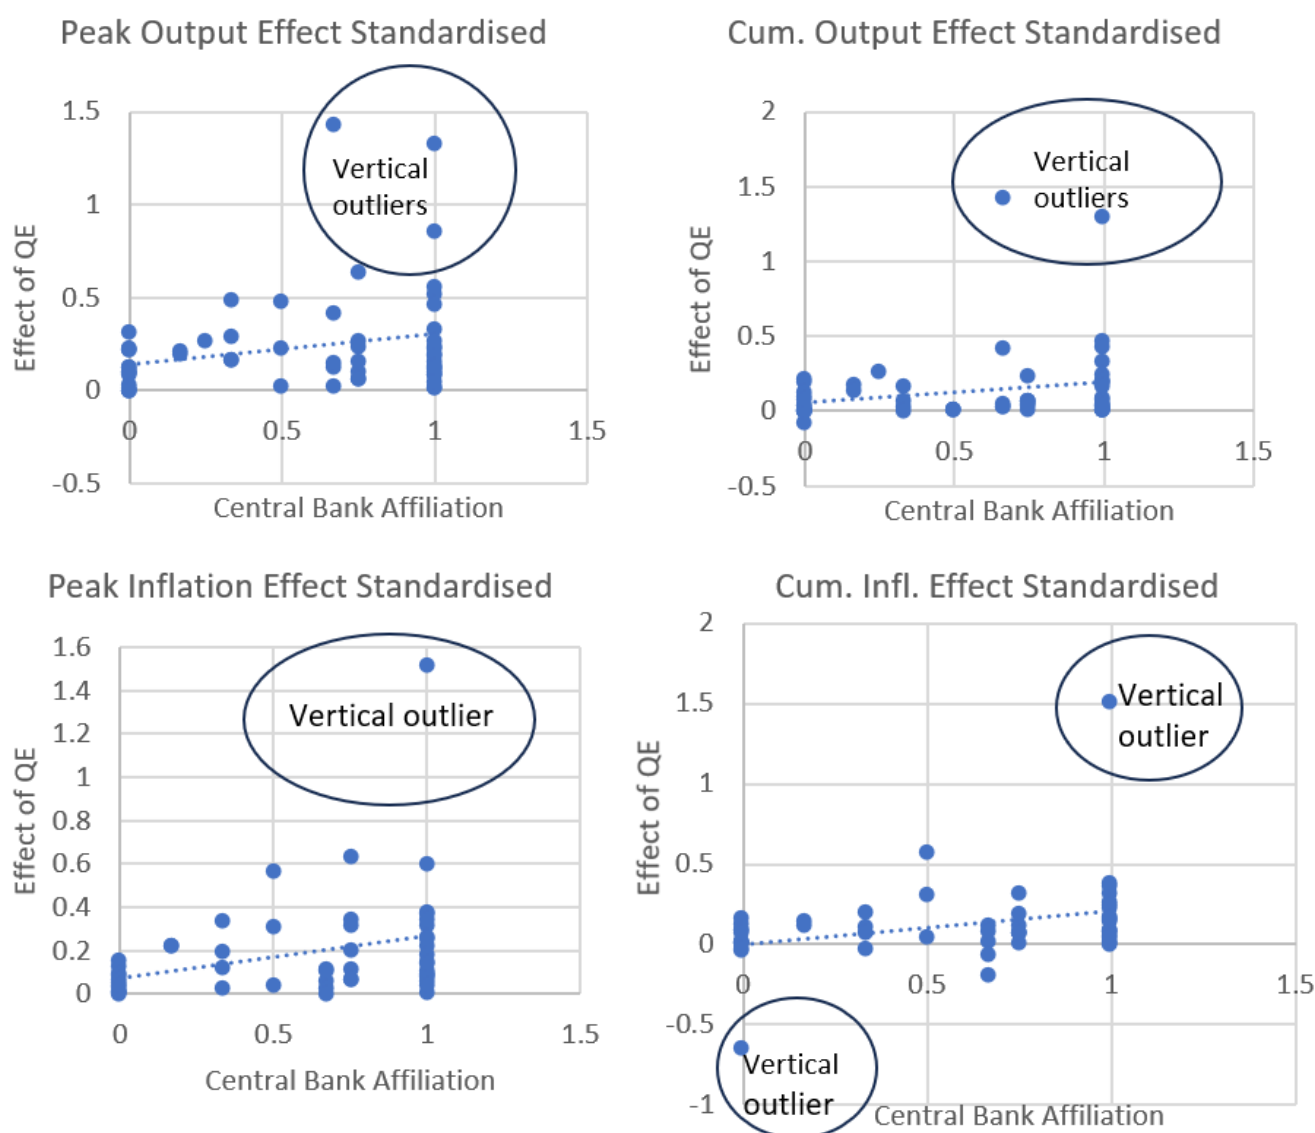 Peak Output Effect Standardised
1.5
1
0.5
0
-0.5
0
0.5
1
1.5
Effect of QE
Central Bank Affiliation
Vertical
outliers
Cum. Output Effect Standardised
2
1.5
1
0.5
0
-0.5
0
0.5
1
1.5
Effect of QE
Central Bank Affiliation
Vertical
outliers
Peak Inflation Effect Standardised
1.6
1.4
1.2
1
0.8
0.6
0.4
0.2
0
0
0.5
1
1.5
Effect of QE
Central Bank Affiliation
Vertical outlier
Cum. Infl. Effect Standardised
2
1.5
1
0.5
0
-0.5
-1
0
0.5
1
1.5
Effect of QE
Central Bank Affiliation
Vertical
outlier
Vertical
outlier